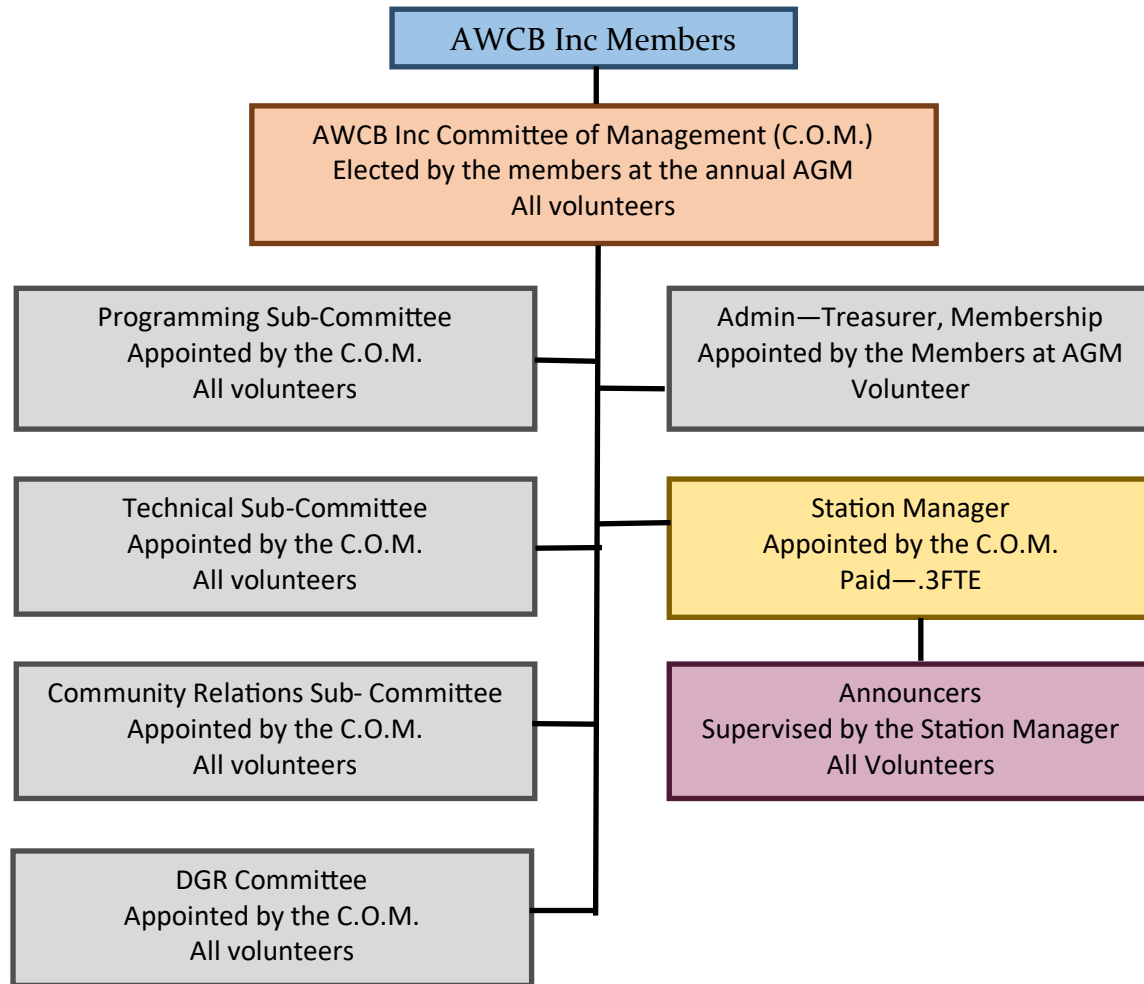 AWCB Inc Members
AWCB Inc Committee of Management (C.O.M.)
Elected by the members at the annual AGM
All volunteers
Programming Sub-Committee
Appointed by the C.O.M.
All volunteers
Admin—Treasurer, Membership
Appointed by the Members at AGM
Volunteer
Technical Sub-Committee
Appointed by the C.O.M.
All volunteers
Station Manager
Appointed by the C.O.M.
Paid—.3FTE
Community Relations Sub- Committee
Appointed by the C.O.M.
All volunteers
Announcers
Supervised by the Station Manager
All Volunteers
DGR Committee
Appointed by the C.O.M.
All volunteers